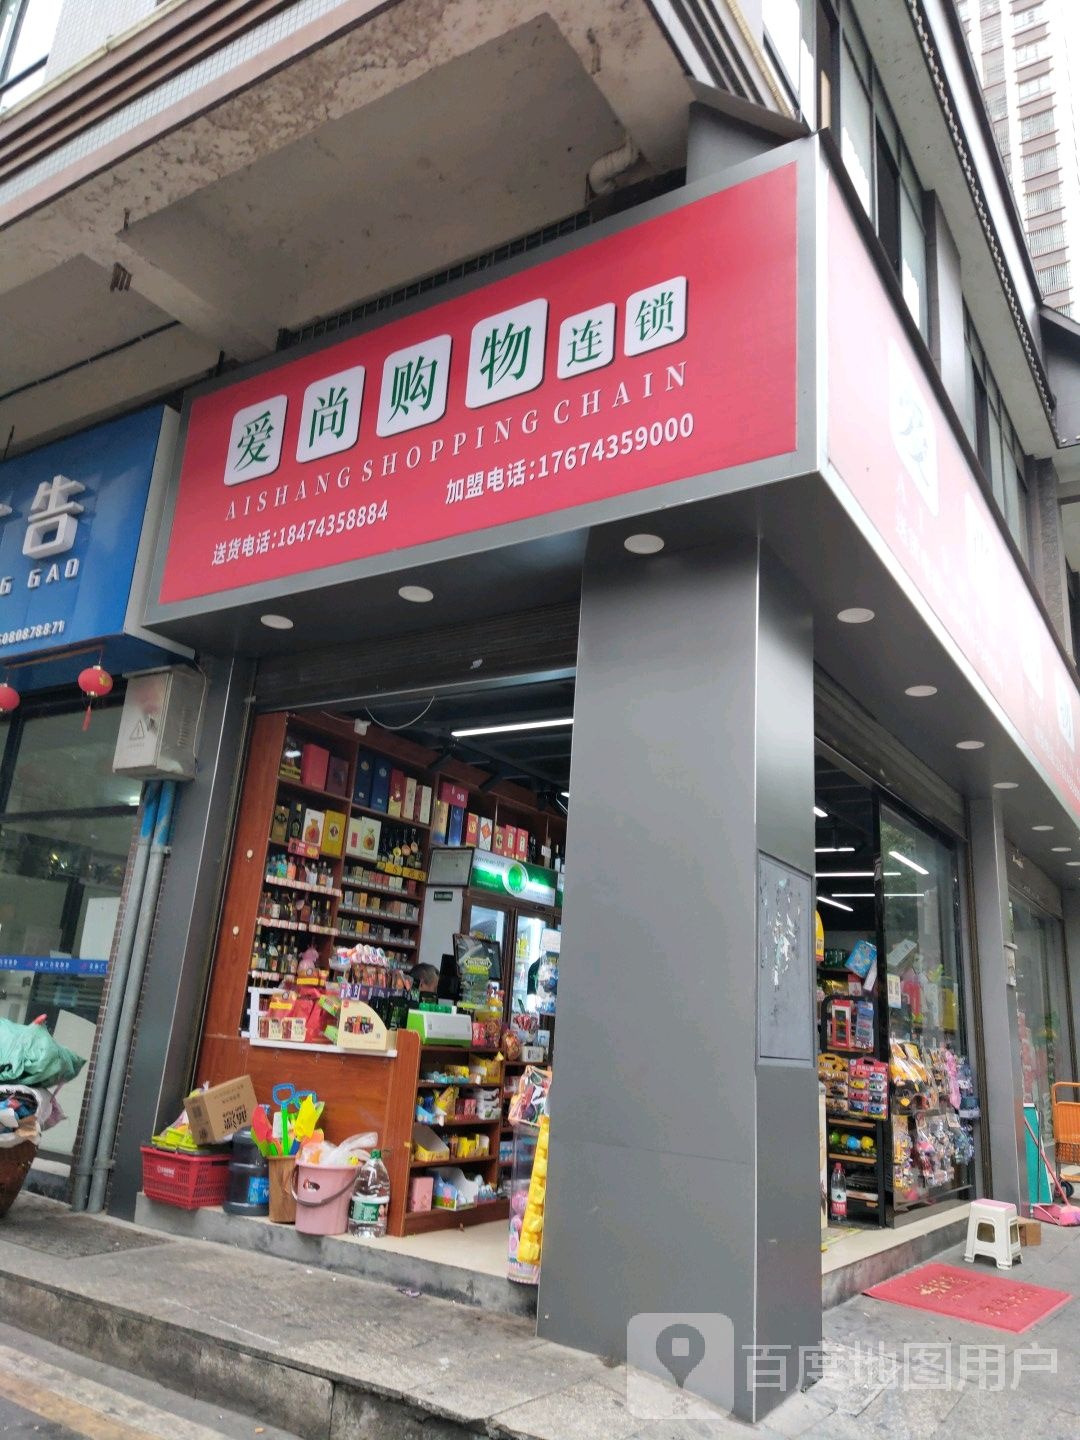 爱尚购物连锁
AISHANG SHOPPING CHAIN
送货电话:18474358884
加盟电话:17674359000
告
GAO
百度地图用户